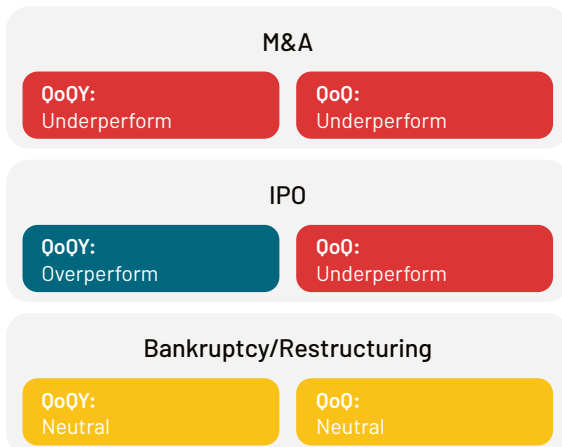 M&A
QoQY:
Underperform
QoQ:
Underperform
IPO
QoQY:
Overperform
QoQ:
Underperform
Bankruptcy/Restructuring
QoQY:
Neutral
QoQ:
Neutral